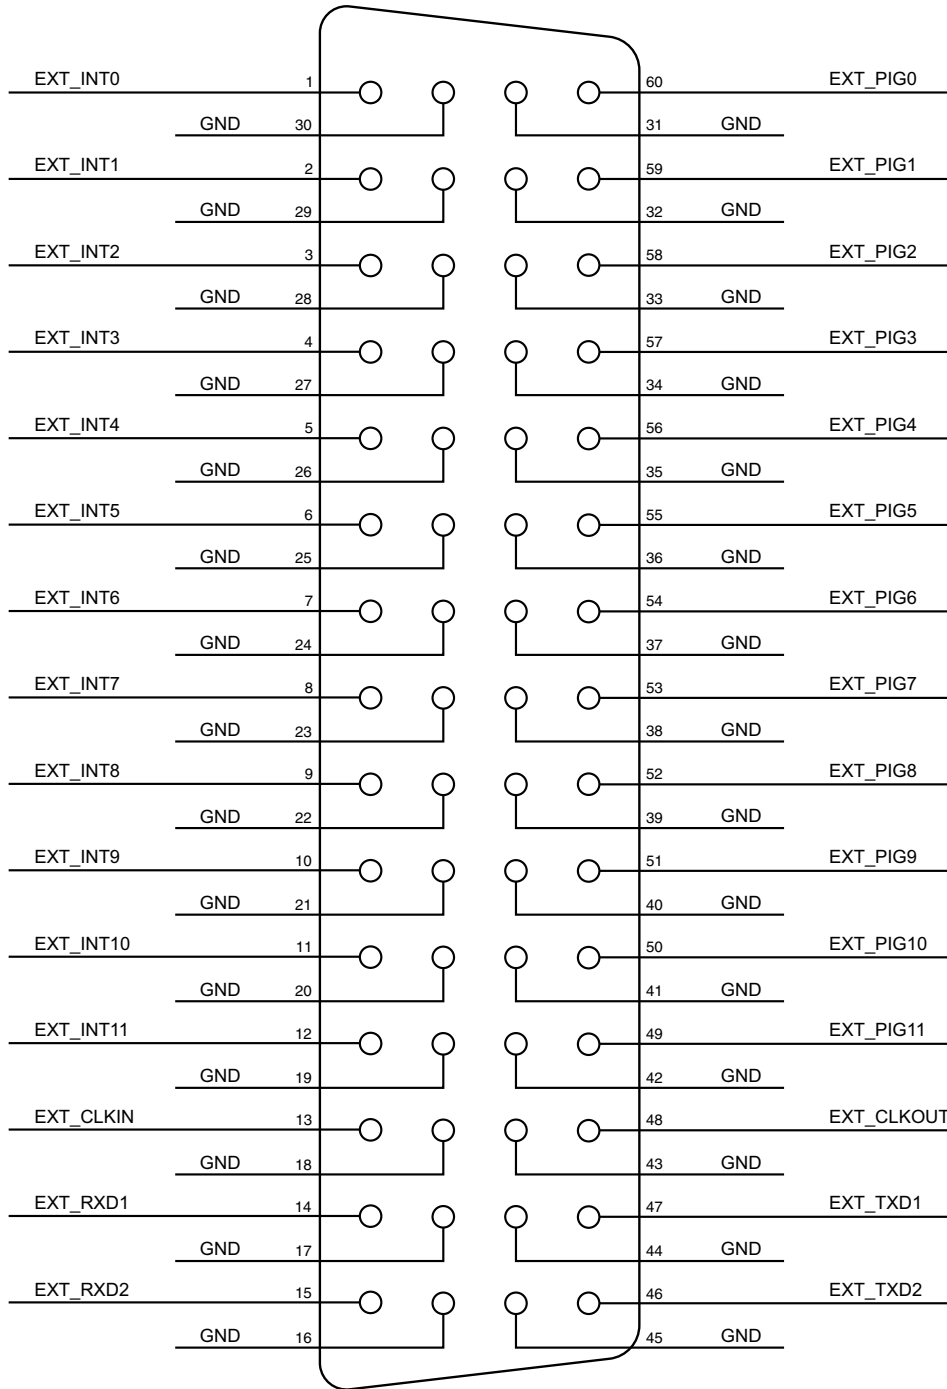 EXT_INT0 1 60 EXT_PIG0
GND 30 31 GND
EXT_INT1 2 59 EXT_PIG1
GND 29 32 GND
EXT_INT2 3 58 EXT_PIG2
GND 28 33 GND
EXT_INT3 4 57 EXT_PIG3
GND 27 34 GND
EXT_INT4 5 56 EXT_PIG4
GND 26 35 GND
EXT_INT5 6 55 EXT_PIG5
GND 25 36 GND
EXT_INT6 7 54 EXT_PIG6
GND 24 37 GND
EXT_INT7 8 53 EXT_PIG7
GND 23 38 GND
EXT_INT8 9 52 EXT_PIG8
GND 22 39 GND
EXT_INT9 10 51 EXT_PIG9
GND 21 40 GND
EXT_INT10 11 50 EXT_PIG10
GND 20 41 GND
EXT_INT11 12 49 EXT_PIG11
GND 19 42 GND
EXT_CLKIN 13 48 EXT_CLKOUT
GND 18 43 GND
EXT_RXD1 14 47 EXT_TXD1
GND 17 44 GND
EXT_RXD2 15 46 EXT_TXD2
GND 16 45 GND